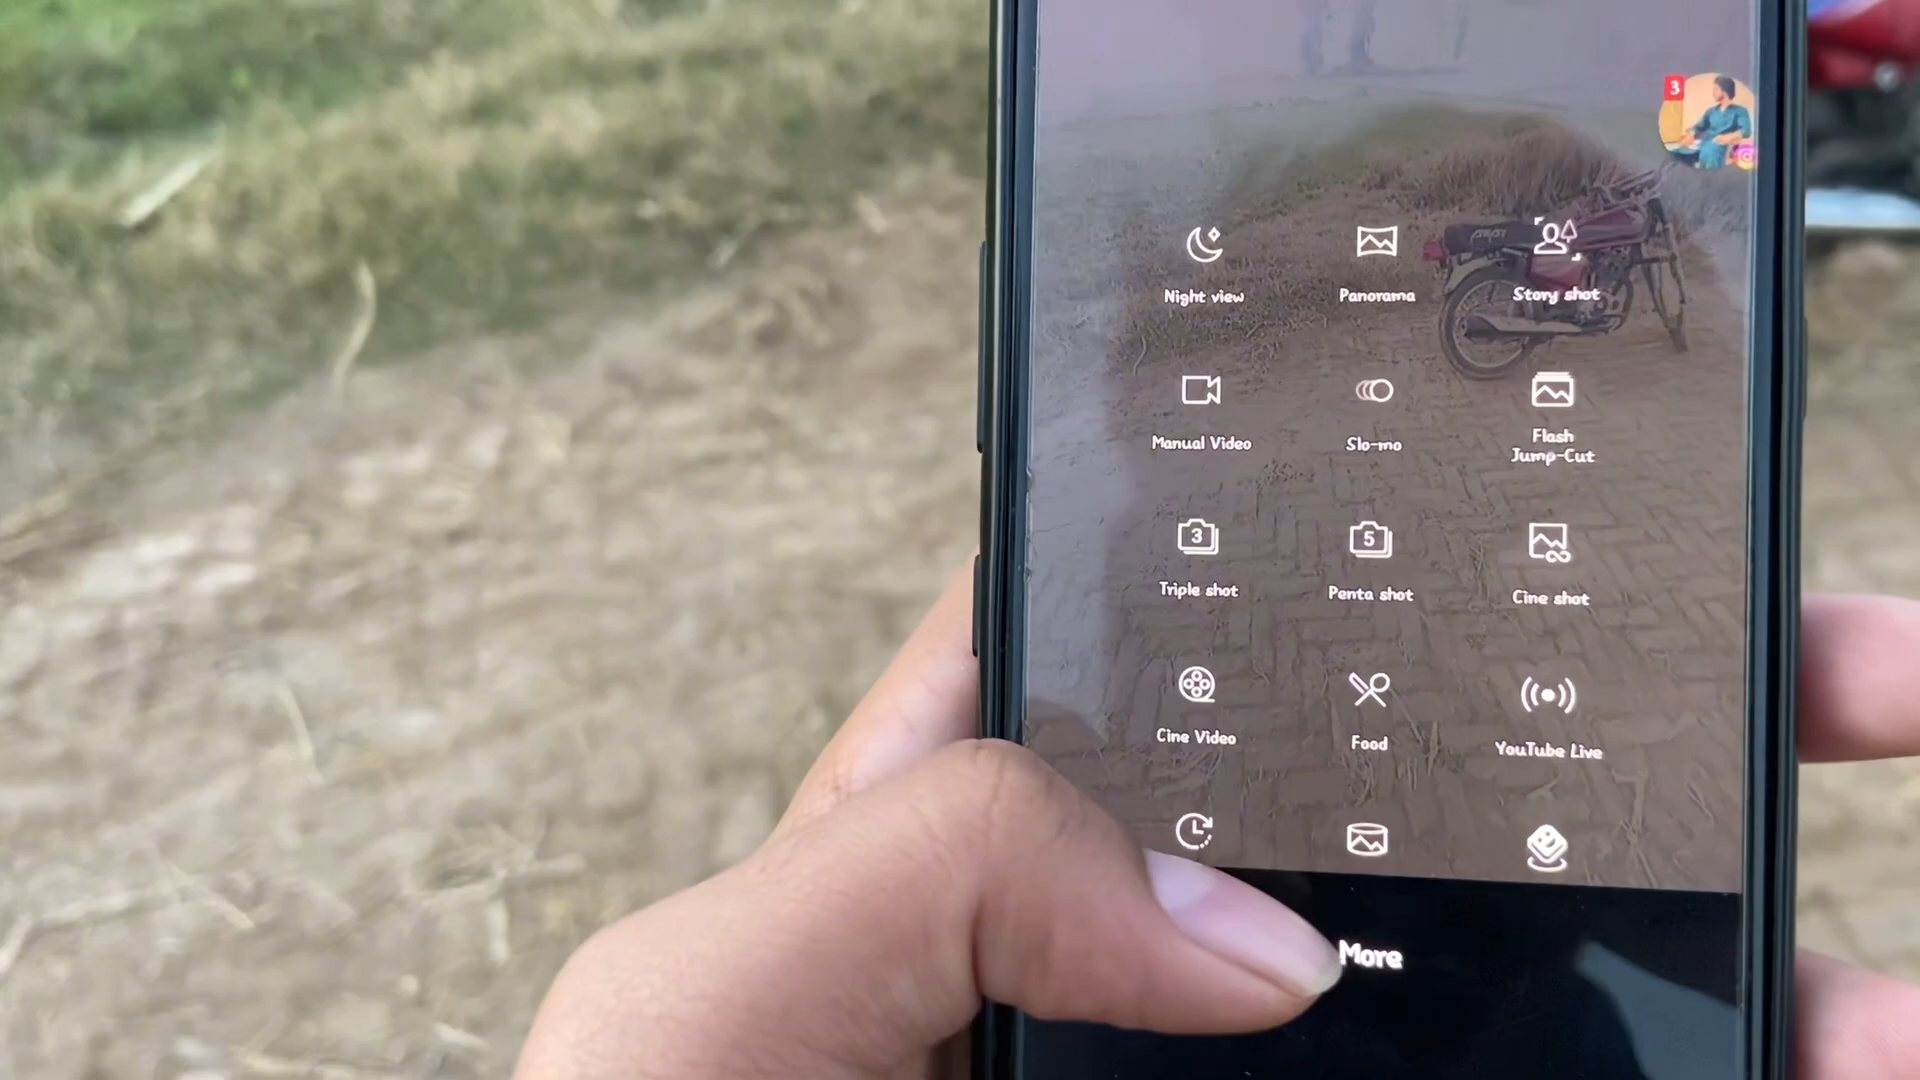 3
Night view
Panorama
Story shot
Manual Video
Slo-mo
Flash
Jump-Cut
3
5
Triple shot
Penta shot
Cine shot
Cine Video
Food
YouTube Live
More